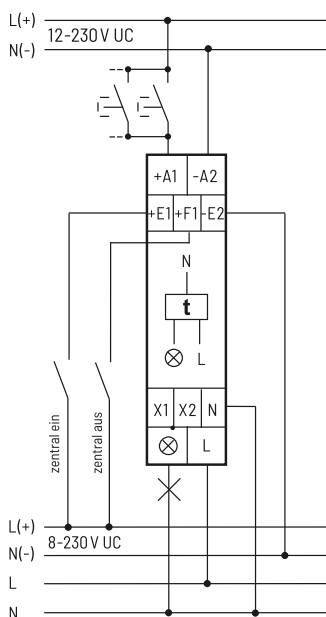 L(+)
12-230 V UC
N(-)
+A1 -A2
+E1 +F1 -E2
N
t
L
X1 X2 N
L
zentral ein
zentral aus
L(+)
8-230 V UC
N(-)
L
N